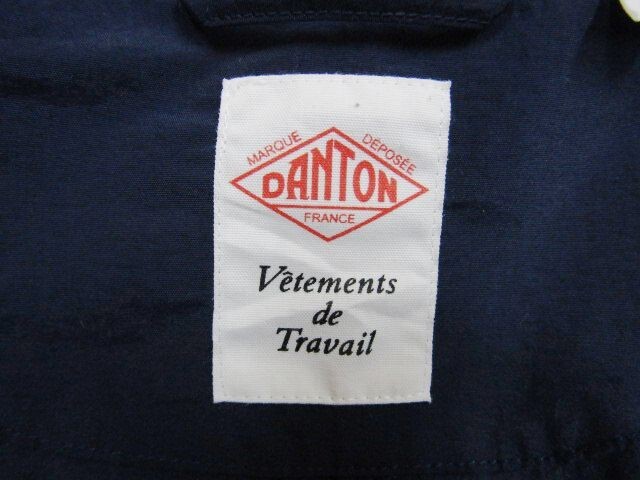 MARQUE DÉPOSÉE
DANTON
FRANCE
Vêtements
de
Travail